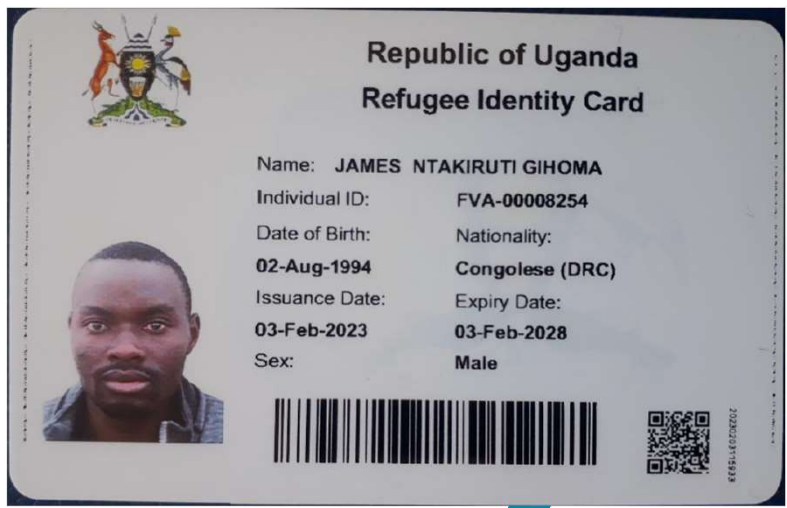 Republic of Uganda
Refugee Identity Card
Name: JAMES NTAKIRUTI GIHOMA
Individual ID: FVA-00008254
Date of Birth: Nationality:
02-Aug-1994 Congolese (DRC)
Issuance Date: Expiry Date:
03-Feb-2023 03-Feb-2028
Sex: Male
20230203115933